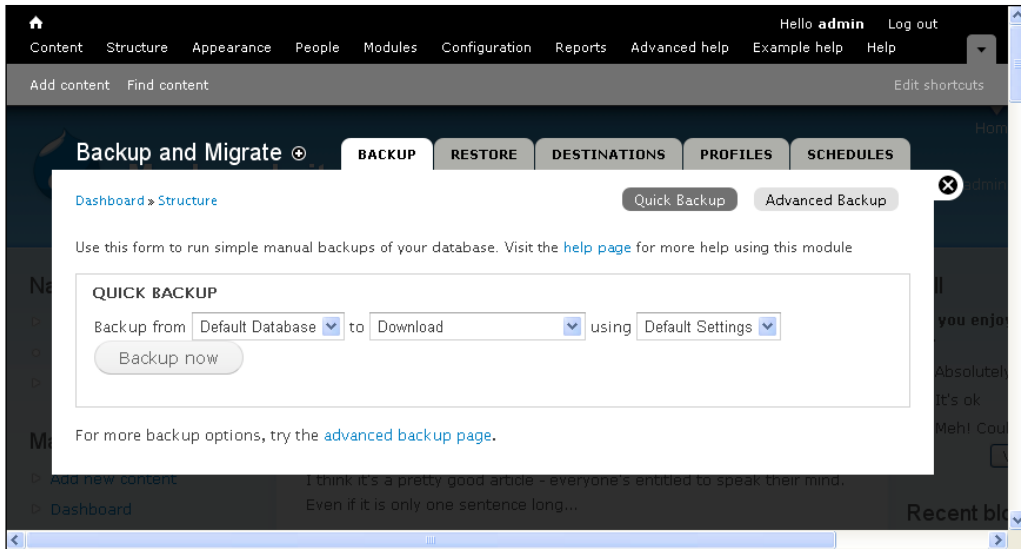 Hello admin Log out
Content Structure Appearance People Modules Configuration Reports Advanced help Example help Help
Add content Find content Edit shortcuts
Backup and Migrate BACKUP RESTORE DESTINATIONS PROFILES SCHEDULES
admin
Dashboard » Structure Quick Backup Advanced Backup
Use this form to run simple manual backups of your database. Visit the help page for more help using this module
QUICK BACKUP
Backup from Default Database to Download using Default Settings
you enjo
Backup now
Absolutely
It's ok
For more backup options, try the advanced backup page.
Meh! Coul
Add new content
I think it's a pretty good article - everyone's entitled to speak their mind.
Dashboard
Even if it is only one sentence long...
Recent blo